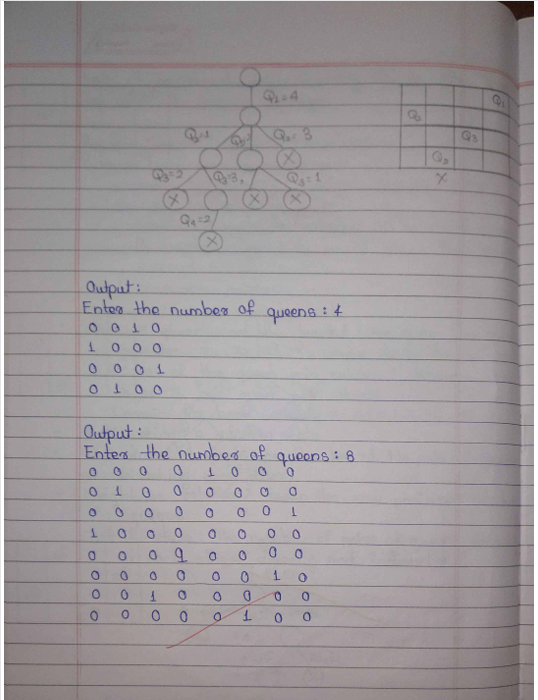 Q1=4
Q2=1
Q2=3
Q3=2
Q3=3,
Q3=1
Q4=2
X
X
X
X
X
Q1
Q3
Q2
X
Output:
Enter the number of queens : 4
0 0 1 0
1 0 0 0
0 0 0 1
0 1 0 0
Output:
Enter the number of queens : 8
0 0 0 0 1 0 0 0
0 1 0 0 0 0 0 0
0 0 0 0 0 0 0 1
1 0 0 0 0 0 0 0
0 0 0 1 0 0 0 0
0 0 0 0 0 0 1 0
0 0 1 0 0 0 0 0
0 0 0 0 0 1 0 0